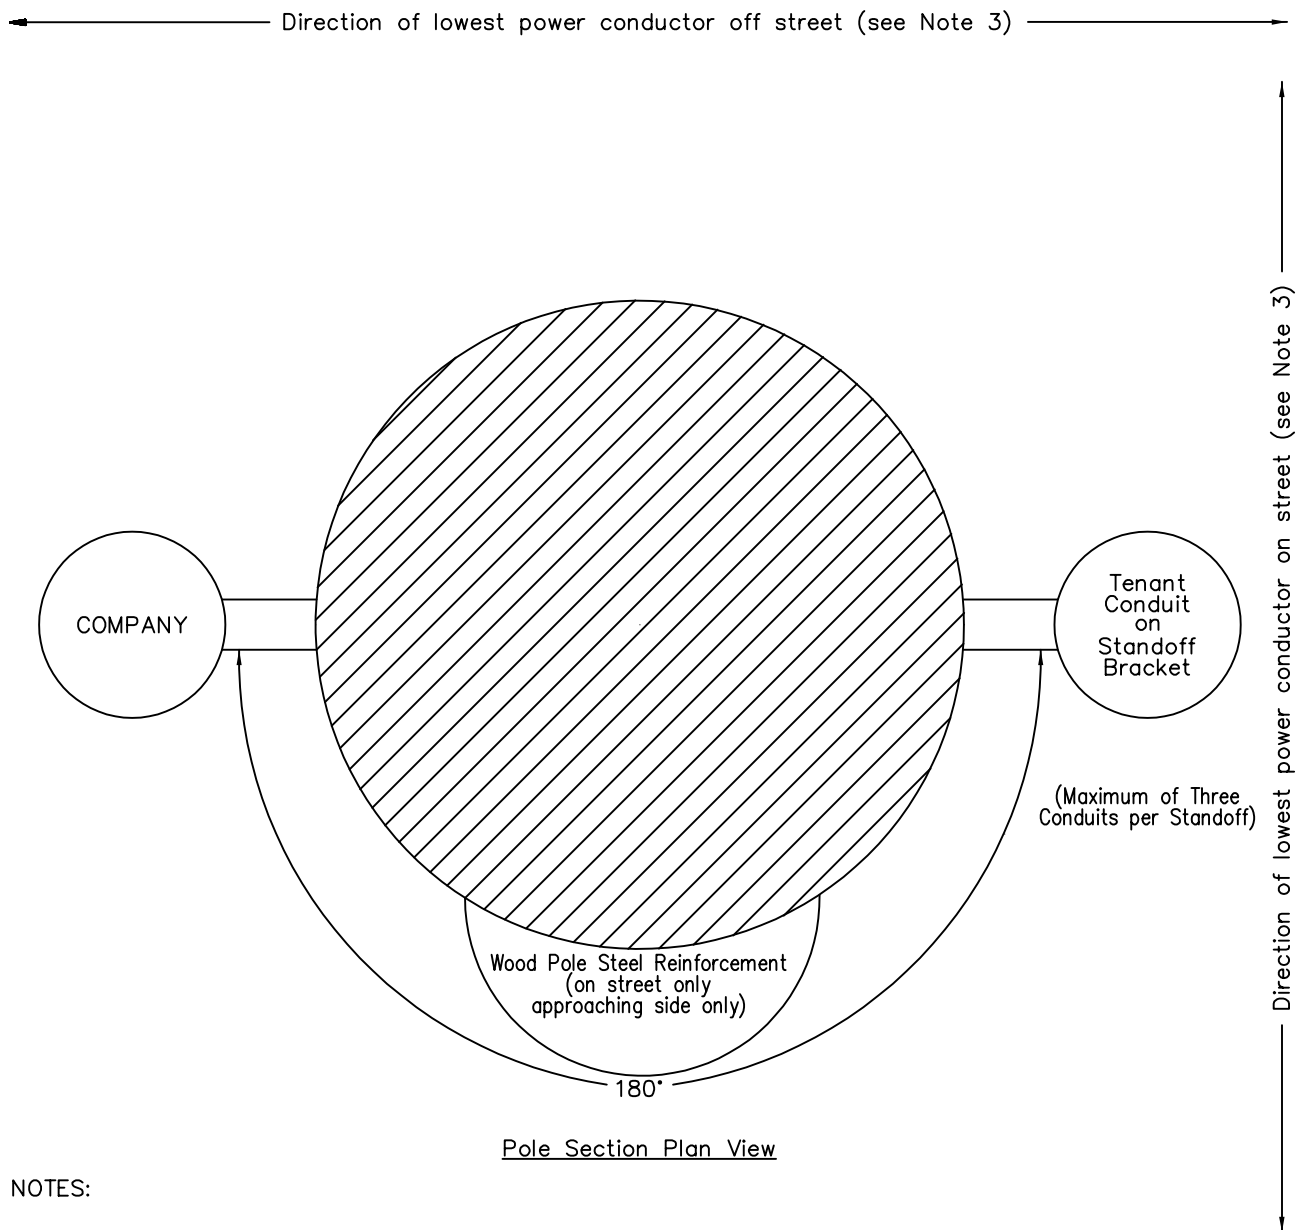 Direction of lowest power conductor off street (see Note 3)
Direction of lowest power conductor on street (see Note 3)
COMPANY
Tenant
Conduit
on
Standoff
Bracket
(Maximum of Three
Conduits per Standoff)
Wood Pole Steel Reinforcement
(on street only
approaching side only)
180°
Pole Section Plan View
NOTES: